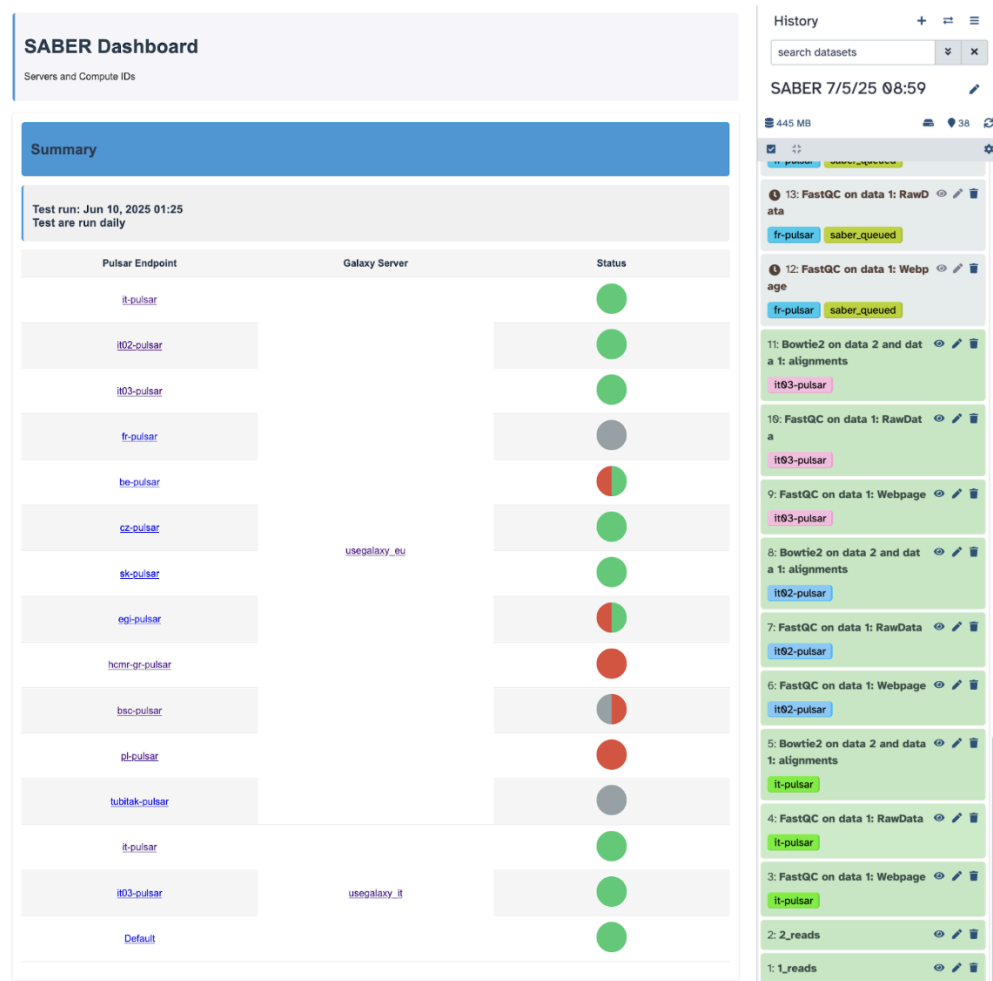 SABER Dashboard
Servers and Compute IDs
Summary
Test run: Jun 10, 2025 01:25
Test are run daily
Pulsar Endpoint Galaxy Server Status
it-pulsar
it02-pulsar
it03-pulsar
fr-pulsar
be-pulsar
cz-pulsar
usegalaxy_eu
sk-pulsar
egi-pulsar
hcmr-gr-pulsar
bsc-pulsar
pl-pulsar
tubitak-pulsar
it-pulsar
it03-pulsar usegalaxy_it
Default
History
search datasets
SABER 7/5/25 08:59
445 MB 38
fr-pulsar saber_queued
13: FastQC on data 1: RawD
ata
fr-pulsar saber_queued
12: FastQC on data 1: Webp
age
fr-pulsar saber_queued
11: Bowtie2 on data 2 and dat
a 1: alignments
it03-pulsar
10: FastQC on data 1: RawDat
a
it03-pulsar
9: FastQC on data 1: Webpage
it03-pulsar
8: Bowtie2 on data 2 and dat
a 1: alignments
it02-pulsar
7: FastQC on data 1: RawData
it02-pulsar
6: FastQC on data 1: Webpage
it02-pulsar
5: Bowtie2 on data 2 and data
1: alignments
it-pulsar
4: FastQC on data 1: RawData
it-pulsar
3: FastQC on data 1: Webpage
it-pulsar
2: 2_reads
1: 1_reads